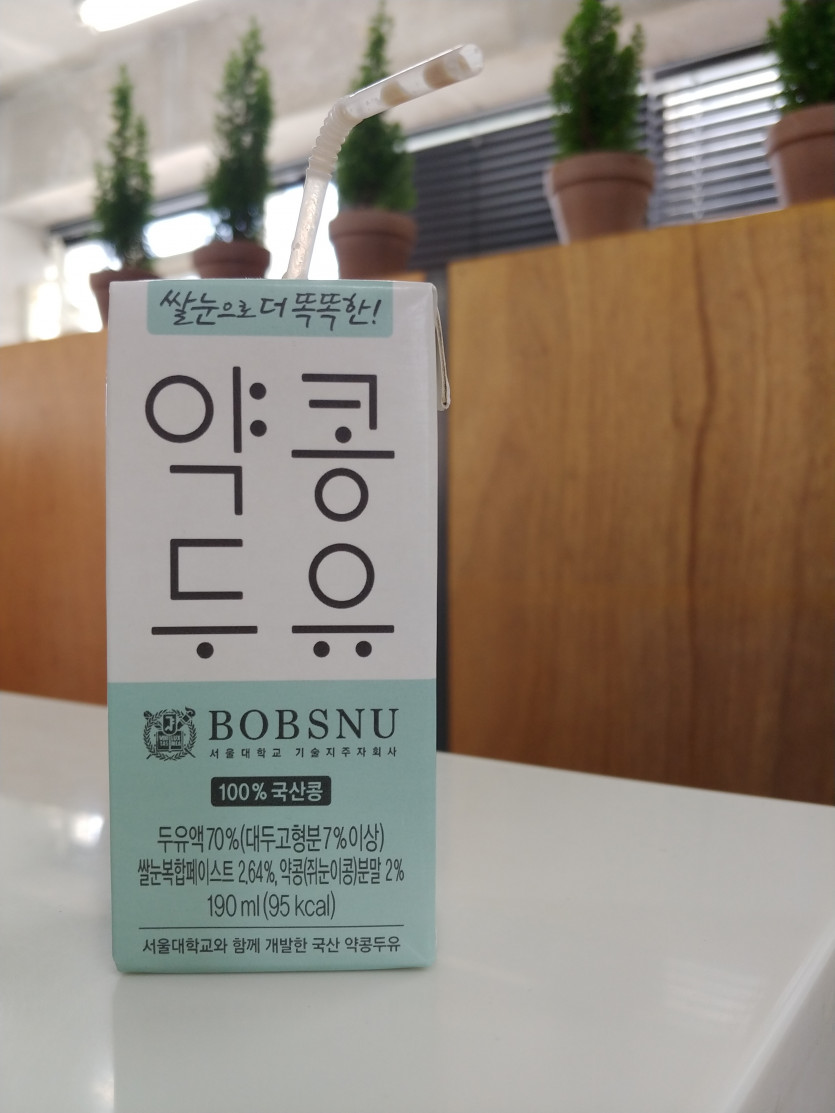 쌀눈으로 더 똑똑한!
약콩
두유
BOBSNU
서울대학교 기술지주자회사
100% 국산콩
두유액 70% (대두고형분 7% 이상)
쌀눈복합페이스트 2.64%, 약콩(쥐눈이콩)분말 2%
190 ml (95 kcal)
서울대학교와 함께 개발한 국산 약콩두유